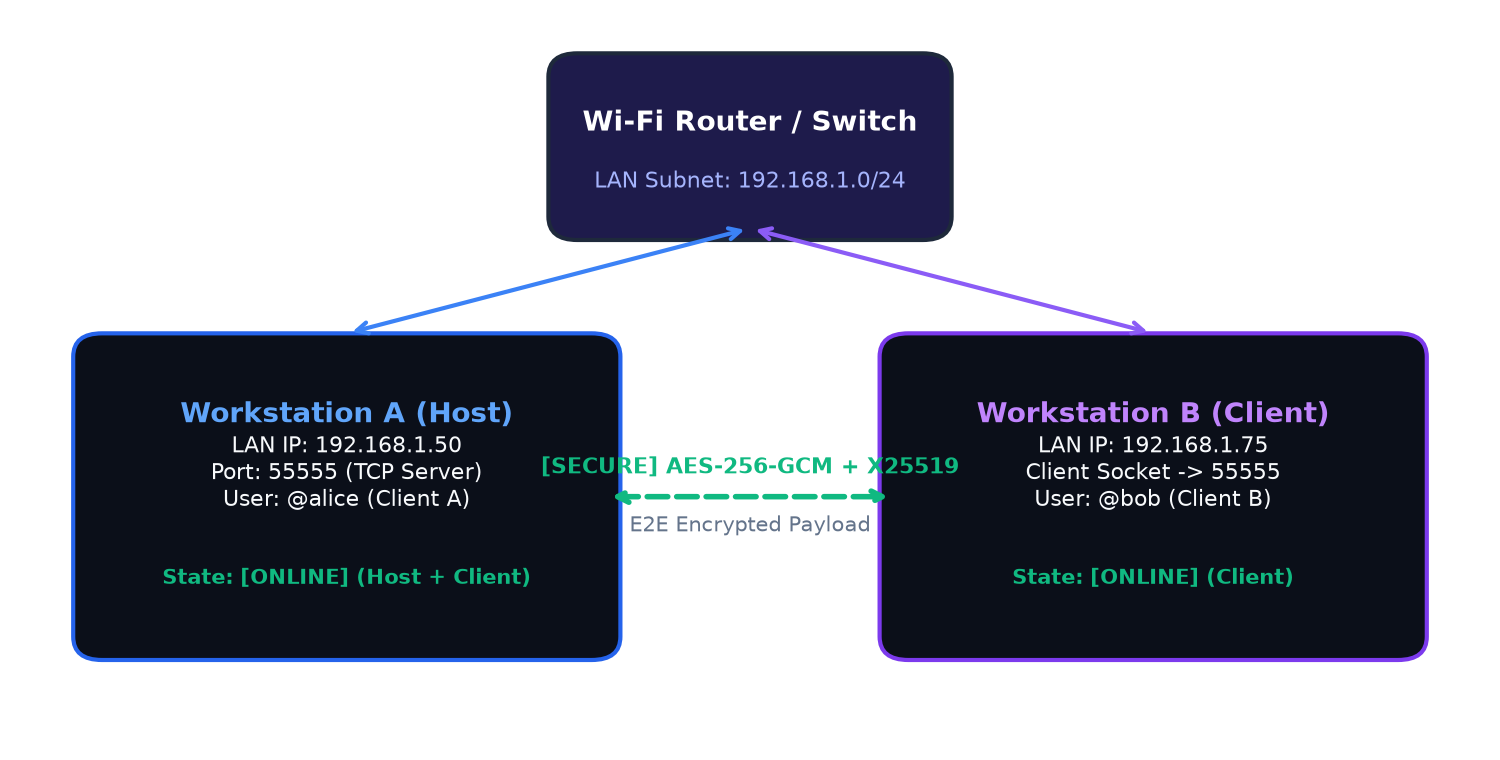 Wi-Fi Router / Switch
LAN Subnet: 192.168.1.0/24
Workstation A (Host)
LAN IP: 192.168.1.50
Port: 55555 (TCP Server)
User: @alice (Client A)
State: [ONLINE] (Host + Client)
[SECURE] AES-256-GCM + X25519
E2E Encrypted Payload
Workstation B (Client)
LAN IP: 192.168.1.75
Client Socket -> 55555
User: @bob (Client B)
State: [ONLINE] (Client)